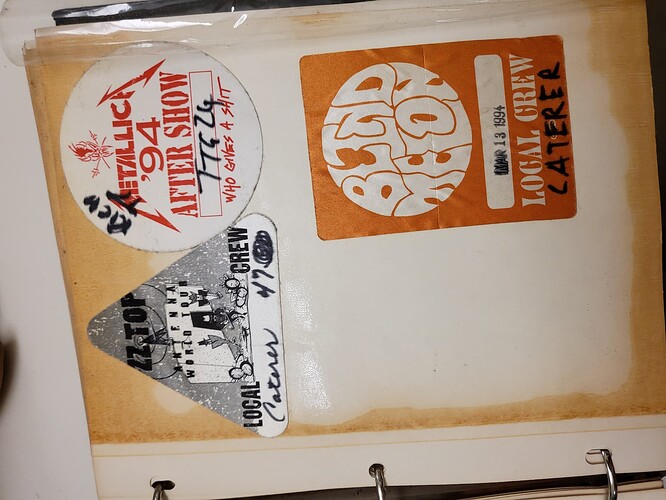 METALLICA
'94
AFTER SHOW
WHO GIVES A SHIT
BLIND
MELON
MAR 13 1994
LOCAL CREW
CATERER
ZZ TOP
ANTENNA
WORLD TOUR
LOCAL CREW
Caterer 47